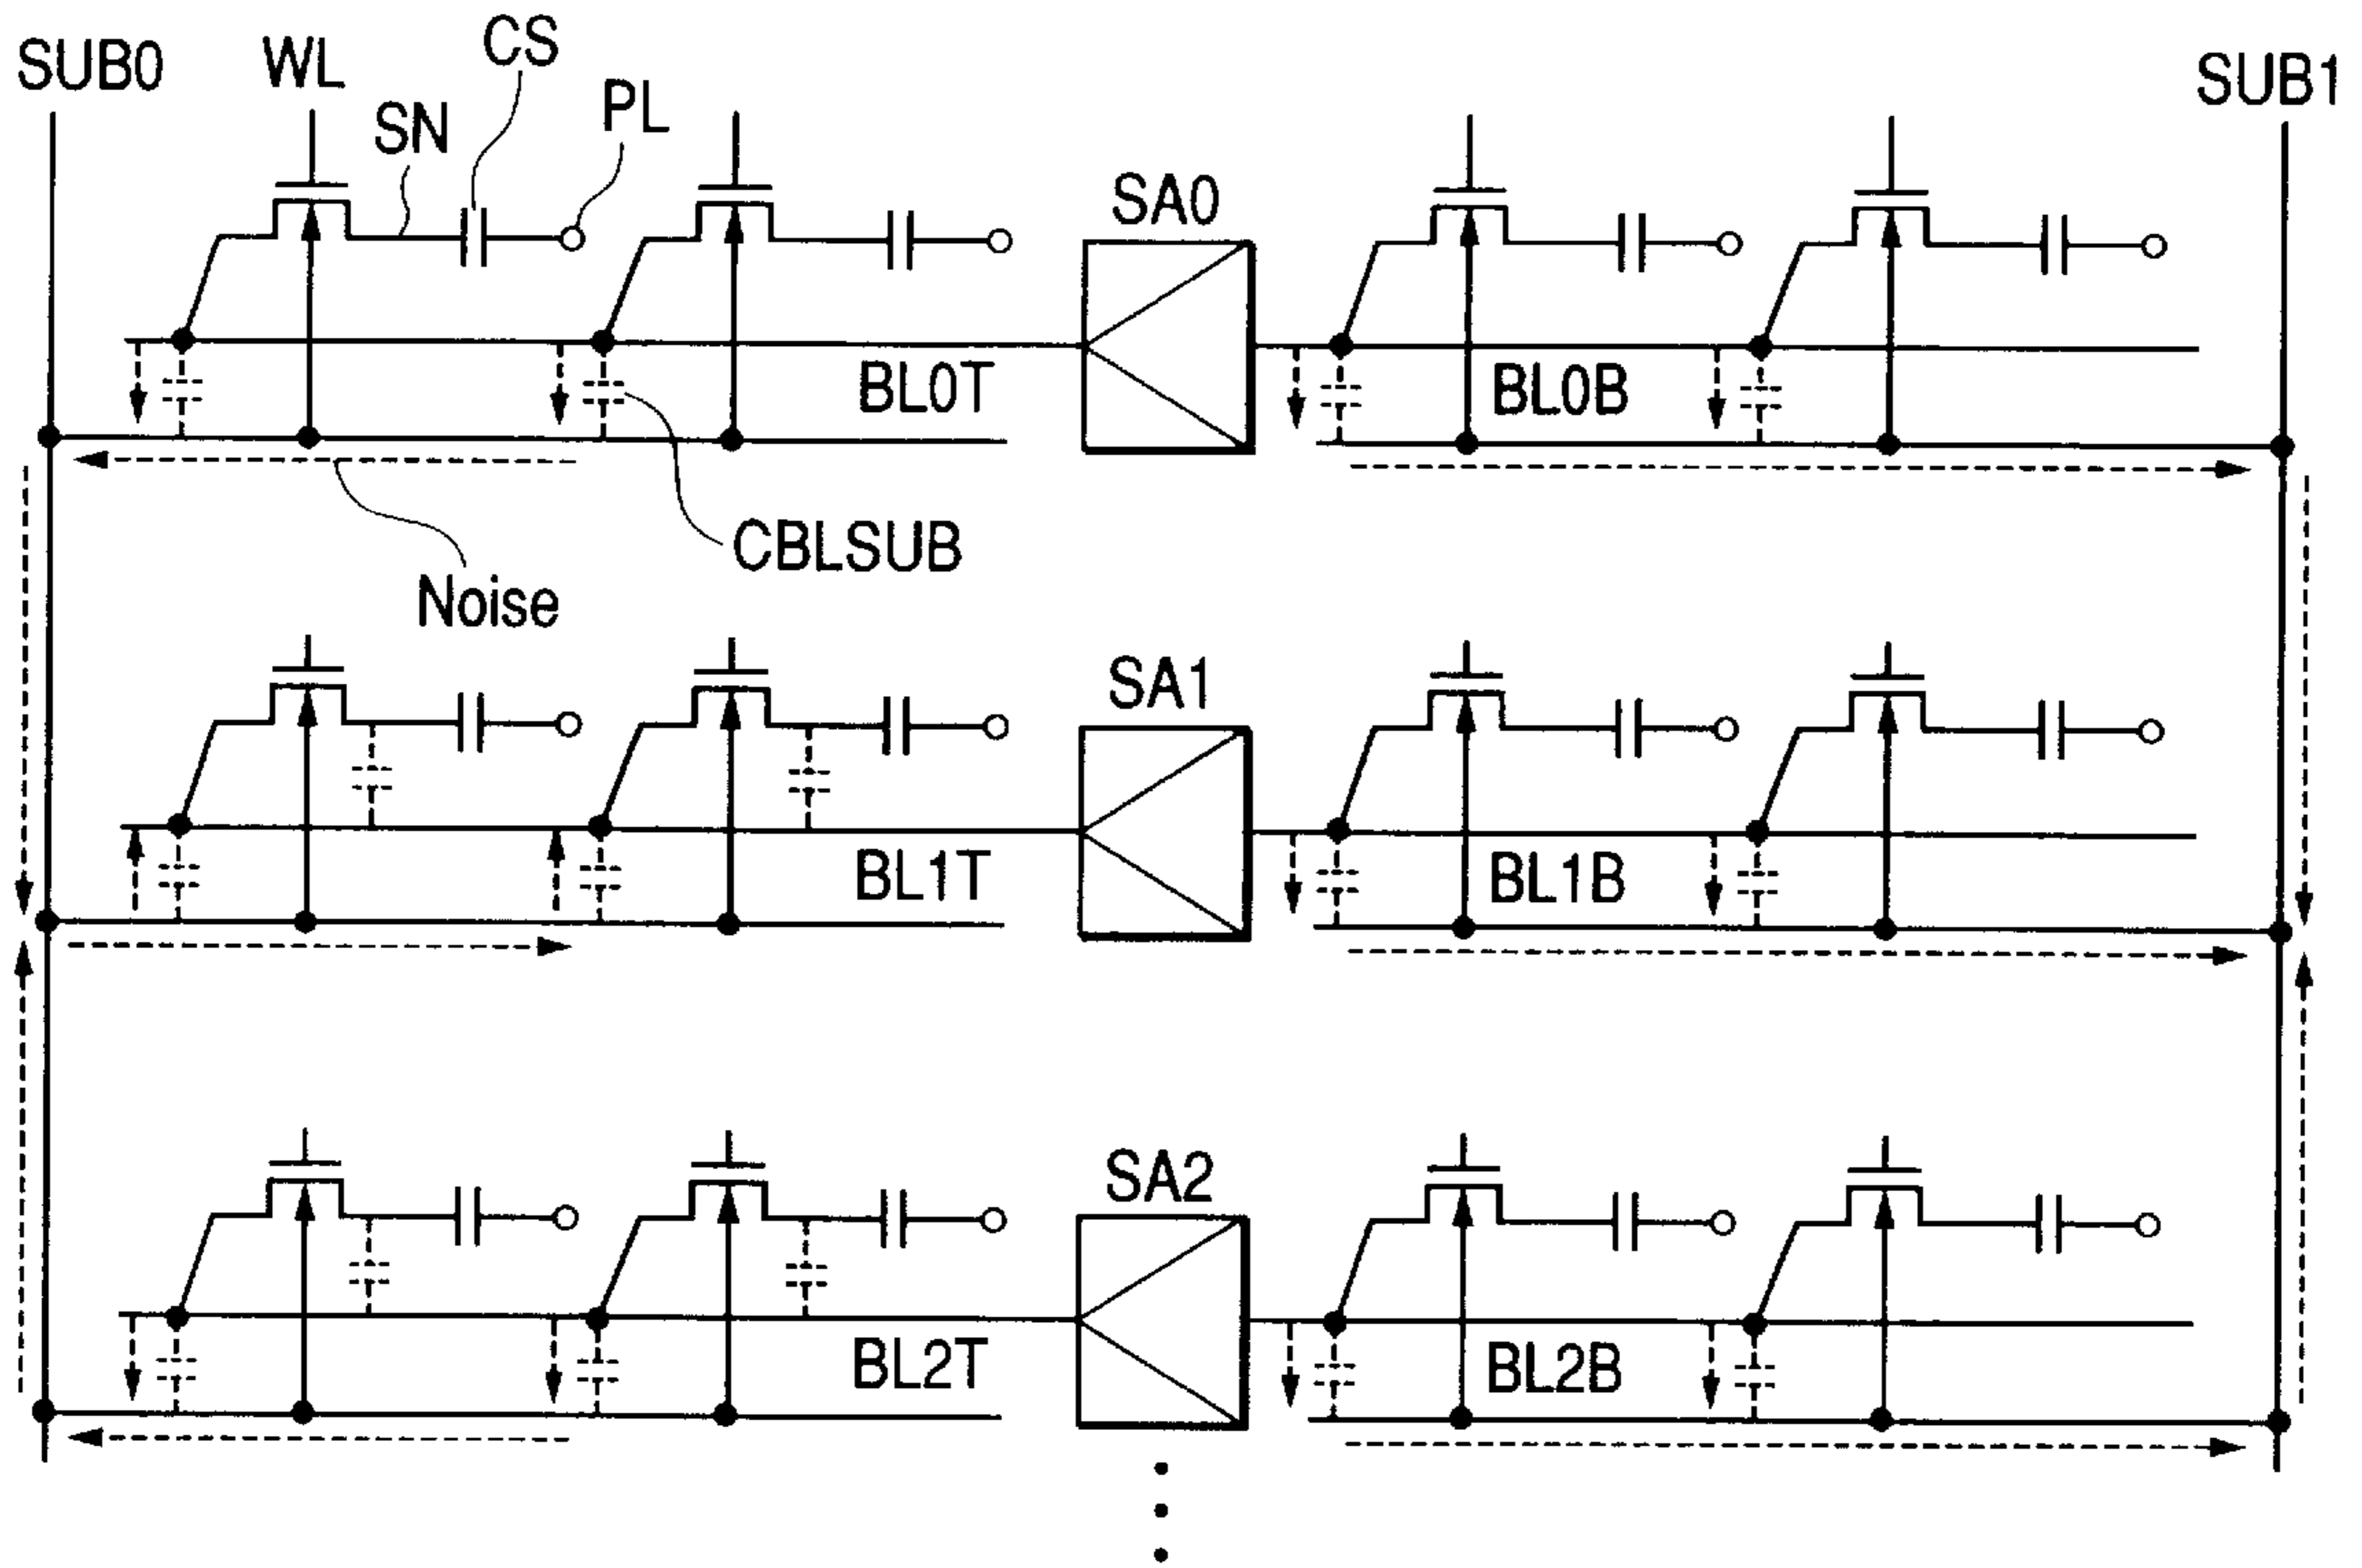 SUB0
WL
CS
SN
PL
SUB1
SA0
BL0T
BL0B
CBLSUB
Noise
SA1
BL1T
BL1B
SA2
BL2T
BL2B